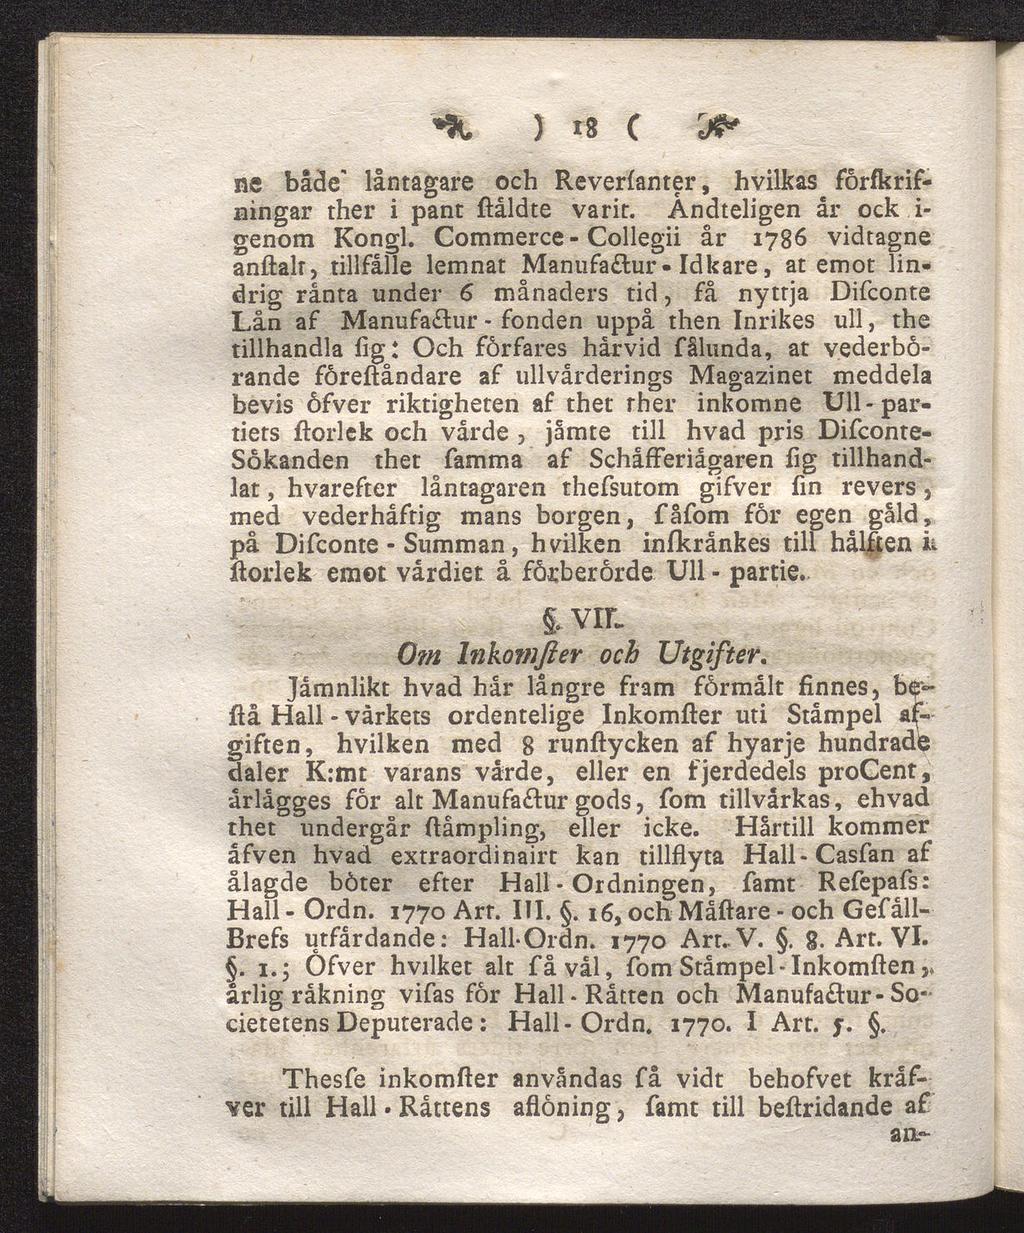 ) 18 (
ne både låntagare och Reverſanter, hvilkas förſkrif-
ningar ther i pant ſtäldte varit. Ändteligen är ock i-
genom Kongl. Commerce-Collegii år 1786 vidtagne
anſtalt, tillfälle lemnat Manufactur-Idkare, at emot lin-
drig ränta under 6 månaders tid, få nyttja Diſconte
Lån af Manufactur-fonden uppå then Inrikes ull, the
tillhandla ſig: Och förfares härvid ſålunda, at vederbö-
rande föreſtåndare af ullvärderings Magazinet meddela
bevis öfver riktigheten af thet ther inkomne Ull-par-
tiets ſtorlek och värde, jämte till hvad pris Diſconte-
Sökanden thet ſamma af Schäfferiägaren ſig tillhand-
lat, hvarefter låntagaren theſsutom gifver ſin revers,
med vederhäftig mans borgen, ſåſom för egen gäld,
på Diſconte-Summan, hvilken inſkränkes till hälften i
ſtorlek emot värdiet å förberörde Ull-partie.
§. VII.
Om Inkomſter och Utgifter.
Jämnlikt hvad här längre fram förmält finnes, be-
ſtå Hall-värkets ordentelige Inkomſter uti Stämpel af-
giften, hvilken med 8 runſtycken af hvarje hundrade
daler K:mt varans värde, eller en fjerdedels proCent,
ärlägges för alt Manufactur gods, ſom tillvärkas, ehvad
thet undergår ſtämpling, eller icke. Härtill kommer
äfven hvad extraordinairt kan tillflyta Hall-Casſan af
ålagde böter efter Hall-Ordningen, ſamt Reſepaſs:
Hall-Ordn. 1770 Art. III. §. 16, och Mäſtare- och Geſäll-
Brefs utfärdande: Hall-Ordn. 1770 Art. V. §. 8. Art. VI.
§. 1.; Öfver hvilket alt ſå väl, ſom Stämpel-Inkomſten,
årlig räkning viſas för Hall-Rätten och Manufactur-So-
cietetens Deputerade: Hall-Ordn. 1770. I Art. 5. §.
Thesſe inkomſter användas ſå vidt behofvet kräf-
ver till Hall-Rättens aflöning, ſamt till beſtridande af
an-